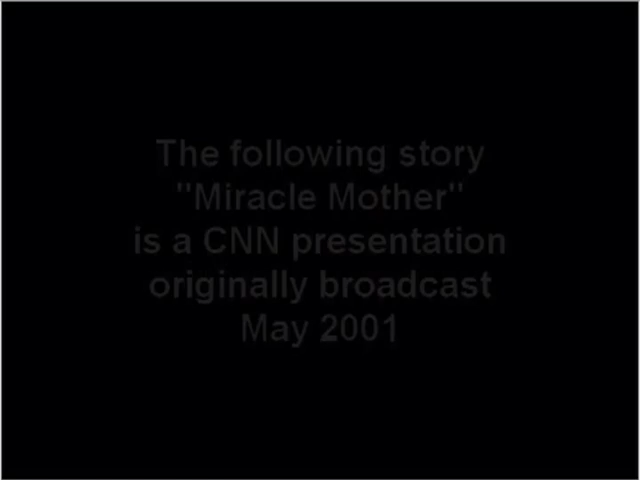 The following story
"Miracle Mother"
is a CNN presentation
originally broadcast
May 2001